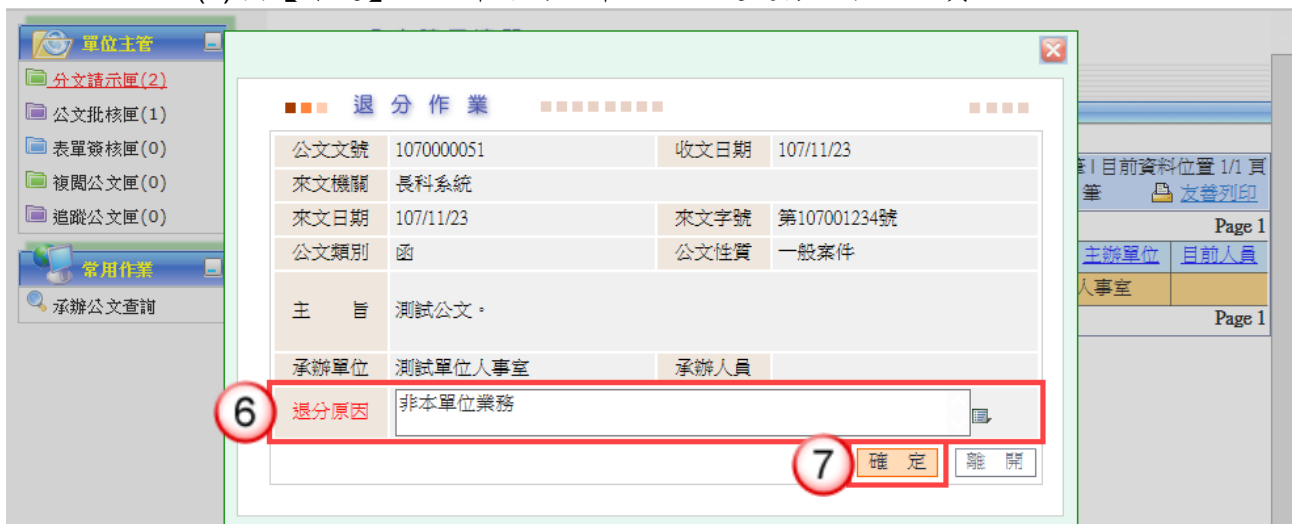 單位主管
分文請示匣(2)
公文批核匣(1)
表單簽核匣(0)
複閱公文匣(0)
追蹤公文匣(0)
常用作業
承辦公文查詢
退分作業
公文文號 1070000051 收文日期 107/11/23
來文機關 長科系統
來文日期 107/11/23 來文字號 第107001234號
公文類別 函 公文性質 一般案件
主 旨 測試公文。
承辦單位 測試單位人事室 承辦人員
6 退分原因 非本單位業務
7 確 定 離 開
目前資料位置 1/1 頁
筆 友善列印
Page 1
主辦單位 目前人員
人事室
Page 1